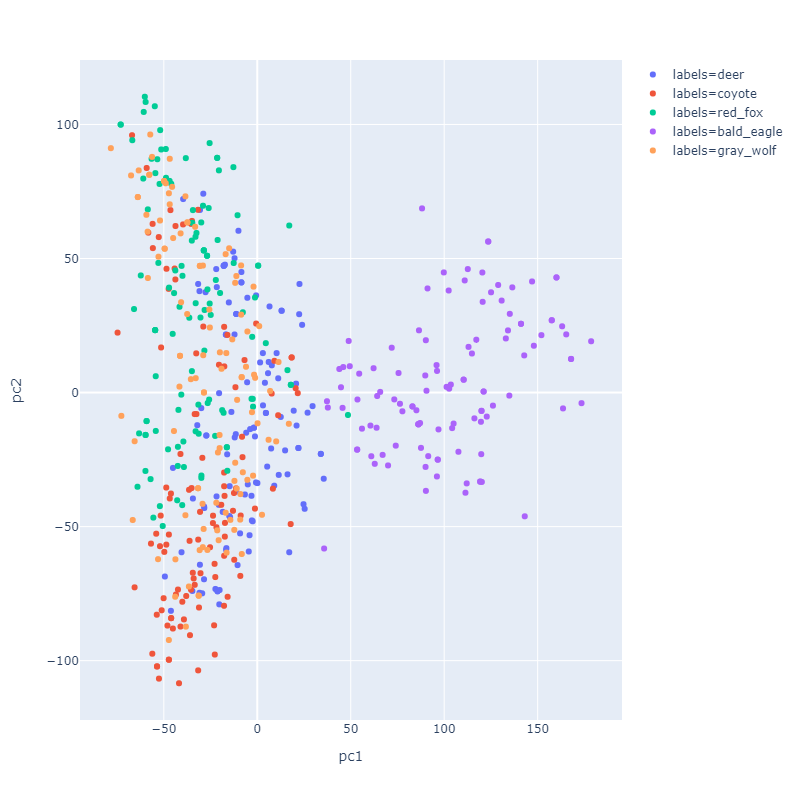 labels=deer
labels=coyote
labels=red_fox
labels=bald_eagle
labels=gray_wolf
100
50
0
−50
−100
pc2
−50
0
50
100
150
pc1